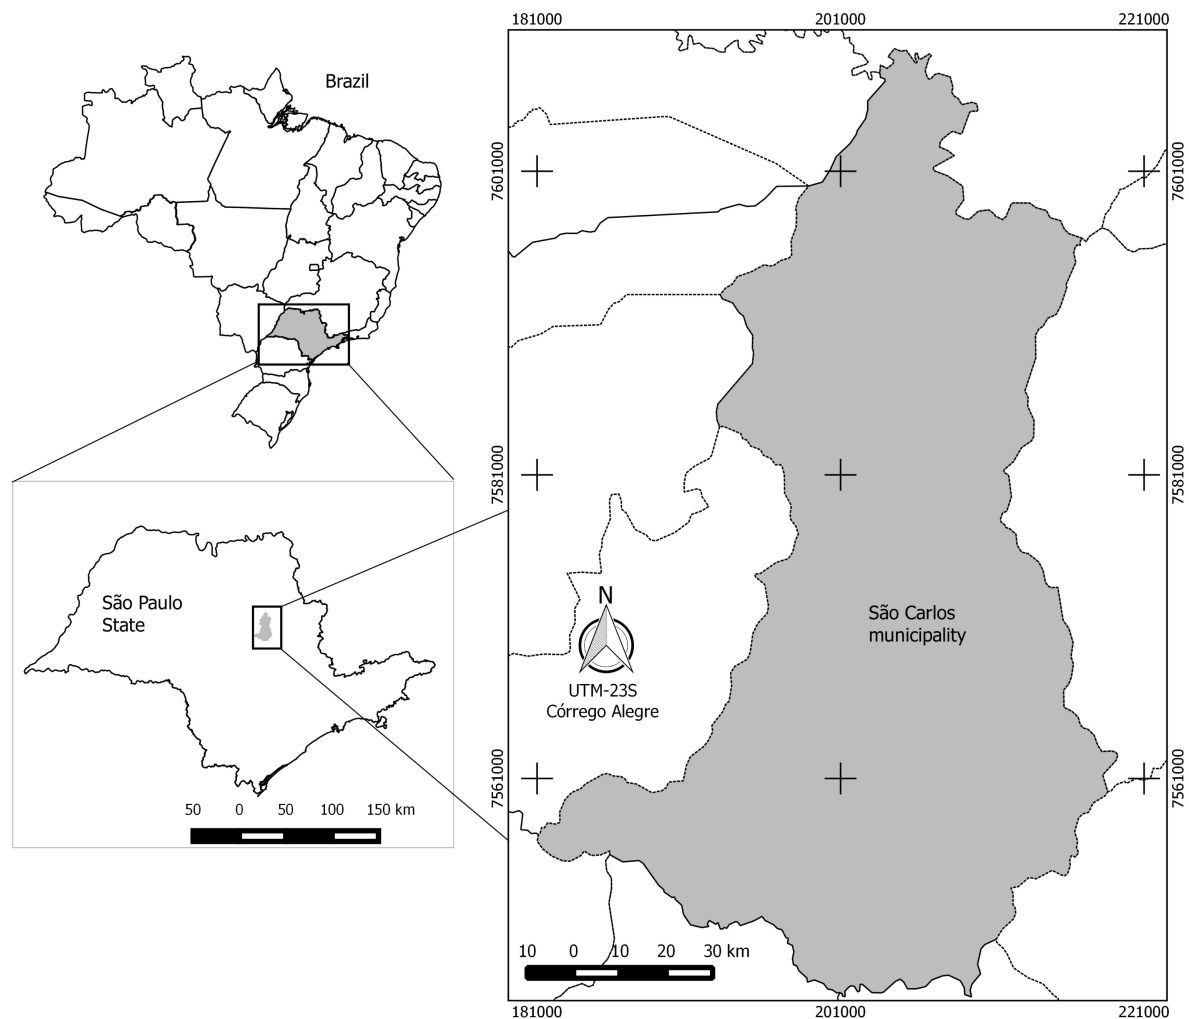 181000
201000
221000
Brazil
7601000
7601000
7581000
7581000
São Paulo
State
São Carlos
municipality
N
UTM-23S
Córrego Alegre
7561000
7561000
50 0 50 100 150 km
10 0 10 20 30 km
181000
201000
221000